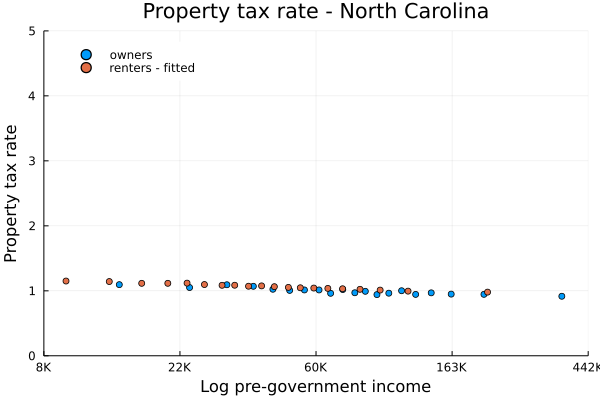 Property tax rate - North Carolina
5
owners
renters - fitted
4
3
2
1
0
Property tax rate
8K 22K 60K 163K 442K
Log pre-government income